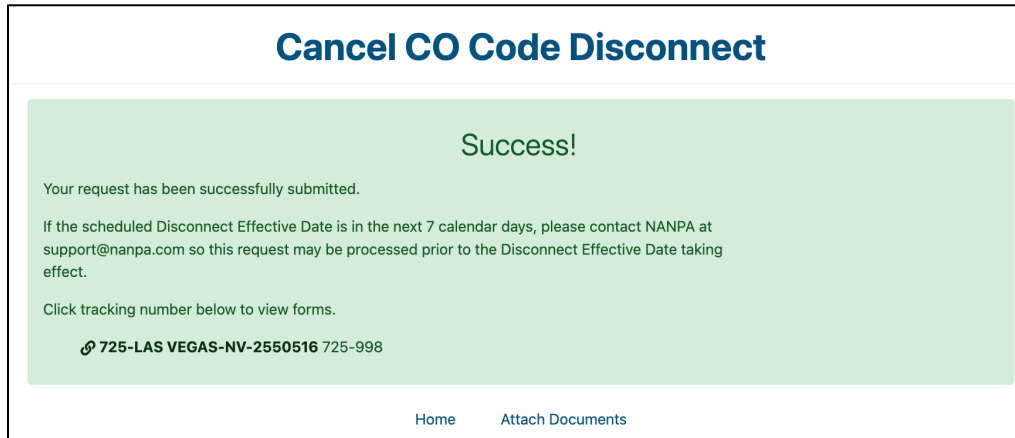 Cancel CO Code Disconnect
Success!
Your request has been successfully submitted.
If the scheduled Disconnect Effective Date is in the next 7 calendar days, please contact NANPA at
support@nanpa.com so this request may be processed prior to the Disconnect Effective Date taking
effect.
Click tracking number below to view forms.
725-LAS VEGAS-NV-2550516 725-998
Home Attach Documents